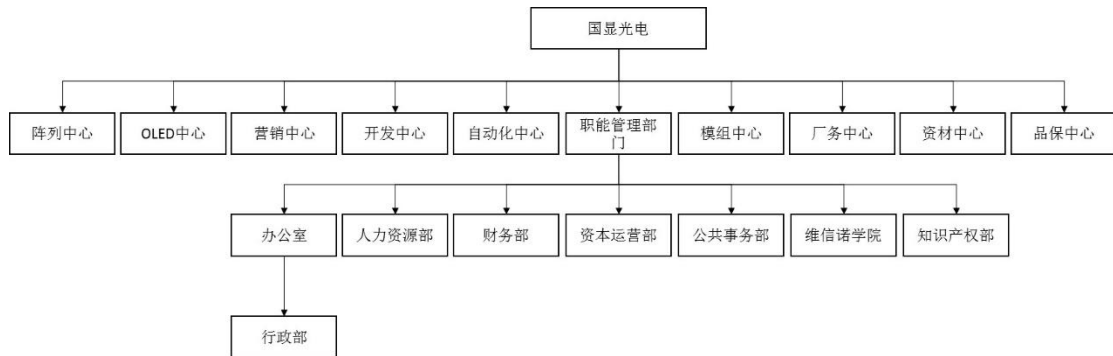 国显光电
阵列中心
OLED中心
营销中心
开发中心
自动化中心
职能管理部
门
模组中心
厂务中心
资材中心
品保中心
办公室
人力资源部
财务部
资本运营部
公共事务部
维信诺学院
知识产权部
行政部